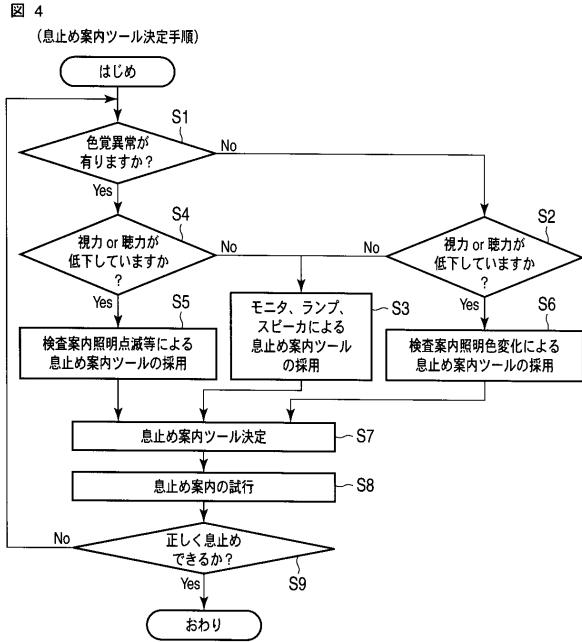 図 4
（息止め案内ツール決定手順）
はじめ
S1
色覚異常が
有りますか？
No
Yes
S4
視力 or 聴力が
低下していますか
？
No
Yes
S2
視力 or 聴力が
低下していますか
？
No
Yes
S5
検査案内照明点滅等による
息止め案内ツールの採用
S3
モニタ、ランプ、
スピーカによる
息止め案内ツール
の採用
S6
検査案内照明色変化による
息止め案内ツールの採用
息止め案内ツール決定
S7
息止め案内の試行
S8
正しく息止め
できるか？
S9
No
Yes
おわり